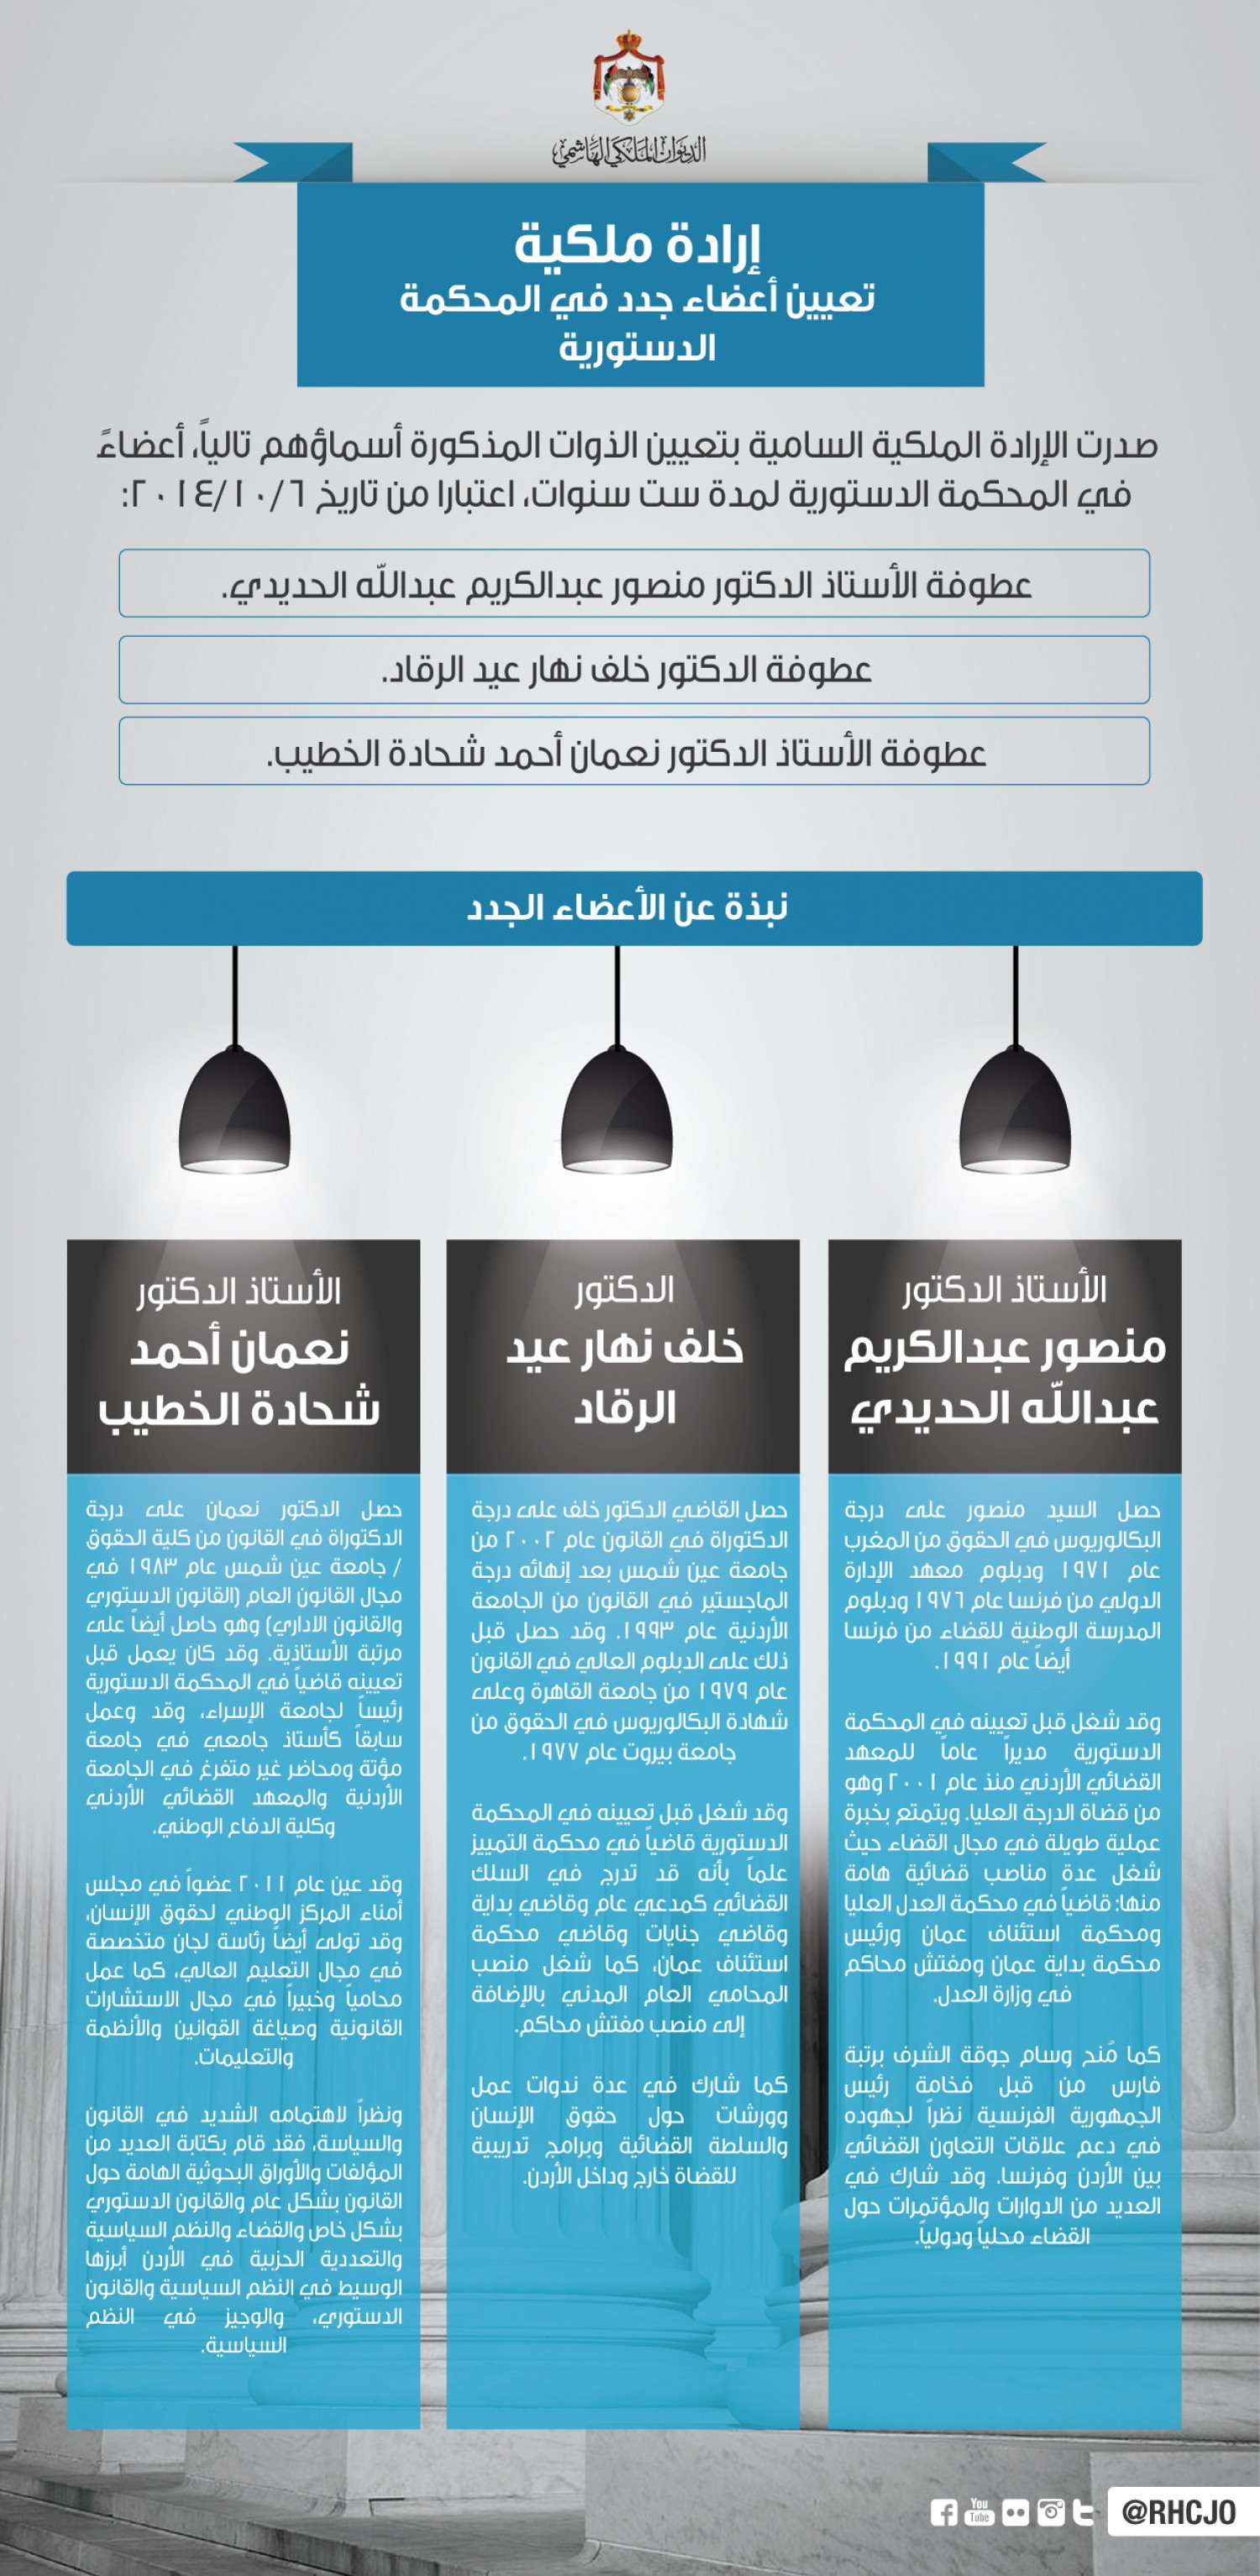 الديوان الملكي الهاشمي
إرادة ملكية
تعيين أعضاء جدد في المحكمة
الدستورية
صدرت الإرادة الملكية السامية بتعيين الذوات المذكورة أسماؤهم تالياً، أعضاءً
في المحكمة الدستورية لمدة ست سنوات، اعتبارا من تاريخ ٢٠١٤/١٠/٦:
عطوفة الأستاذ الدكتور منصور عبدالكريم عبدالله الحديدي.
عطوفة الدكتور خلف نهار عيد الرقاد.
عطوفة الأستاذ الدكتور نعمان أحمد شحادة الخطيب.
نبذة عن الأعضاء الجدد
الأستاذ الدكتور
منصور عبدالكريم
عبدالله الحديدي
حصل السيد منصور على درجة
البكالوريوس في الحقوق من المغرب
عام ١٩٧١ ودبلوم معهد الإدارة
الدولي من فرنسا عام ١٩٧٦ ودبلوم
المدرسة الوطنية للقضاء من فرنسا
أيضاً عام ١٩٩١.
وقد شغل قبل تعيينه في المحكمة
الدستورية مديراً عاماً للمعهد
القضائي الأردني منذ عام ٢٠٠١ وهو
من قضاة الدرجة العليا. ويتمتع بخبرة
عملية طويلة في مجال القضاء حيث
شغل عدة مناصب قضائية هامة
منها: قاضياً في محكمة العدل العليا
ومحكمة استئناف عمان ورئيس
محكمة بداية عمان ومفتش محاكم
في وزارة العدل.
كما مُنح وسام جوقة الشرف برتبة
فارس من قبل فخامة رئيس
الجمهورية الفرنسية نظراً لجهوده
في دعم علاقات التعاون القضائي
بين الأردن وفرنسا. وقد شارك في
العديد من الدوارات والمؤتمرات حول
القضاء محلياً ودولياً.
الدكتور
خلف نهار عيد
الرقاد
حصل القاضي الدكتور خلف على درجة
الدكتوراة في القانون عام ٢٠٠٢ من
جامعة عين شمس بعد إنهائه درجة
الماجستير في القانون من الجامعة
الأردنية عام ١٩٩٣. وقد حصل قبل
ذلك على الدبلوم العالي في القانون
عام ١٩٧٩ من جامعة القاهرة وعلى
شهادة البكالوريوس في الحقوق من
جامعة بيروت عام ١٩٧٧.
وقد شغل قبل تعيينه في المحكمة
الدستورية قاضياً في محكمة التمييز
علماً بأنه قد تدرج في السلك
القضائي كمدعي عام وقاضي بداية
وقاضي جنايات وقاضي محكمة
استئناف عمان، كما شغل منصب
المحامي العام المدني بالإضافة
إلى منصب مفتش محاكم.
كما شارك في عدة ندوات عمل
وورشات حول حقوق الإنسان
والسلطة القضائية وبرامج تدريبية
للقضاة خارج وداخل الأردن.
الأستاذ الدكتور
نعمان أحمد
شحادة الخطيب
حصل الدكتور نعمان على درجة
الدكتوراة في القانون من كلية الحقوق
/ جامعة عين شمس عام ١٩٨٣ في
مجال القانون العام (القانون الدستوري
والقانون الاداري) وهو حاصل أيضاً على
مرتبة الأستاذية. وقد كان يعمل قبل
تعيينه قاضياً في المحكمة الدستورية
رئيساً لجامعة الإسراء، وقد وعمل
سابقاً كأستاذ جامعي في جامعة
مؤتة ومحاضر غير متفرغ في الجامعة
الأردنية والمعهد القضائي الأردني
وكلية الدفاع الوطني.
وقد عين عام ٢٠١١ عضواً في مجلس
أمناء المركز الوطني لحقوق الإنسان،
وقد تولى أيضاً رئاسة لجان متخصصة
في مجال التعليم العالي، كما عمل
محامياً وخبيراً في مجال الاستشارات
القانونية وصياغة القوانين والأنظمة
والتعليمات.
ونظراً لاهتمامه الشديد في القانون
والسياسة، فقد قام بكتابة العديد من
المؤلفات والأوراق البحوثية الهامة حول
القانون بشكل عام والقانون الدستوري
بشكل خاص والقضاء والنظم السياسية
والتعددية الحزبية في الأردن أبرزها
الوسيط في النظم السياسية والقانون
الدستوري، والوجيز في النظم
السياسية.
You
Tube
@RHCJO